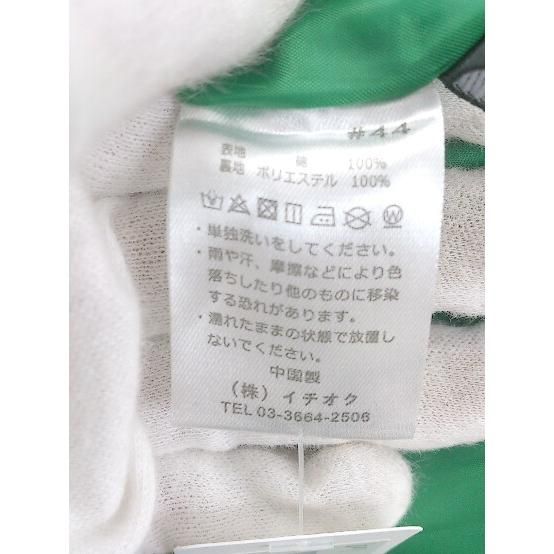 #44
表地 綿 100%
裏地 ポリエステル 100%
・単独洗いをしてください。
・雨や汗、摩擦などにより色
落ちしたり他のものに移染
する恐れがあります。
・濡れたままの状態で放置し
ないでください。
中国製
(株)イチオク
TEL 03-3664-2506